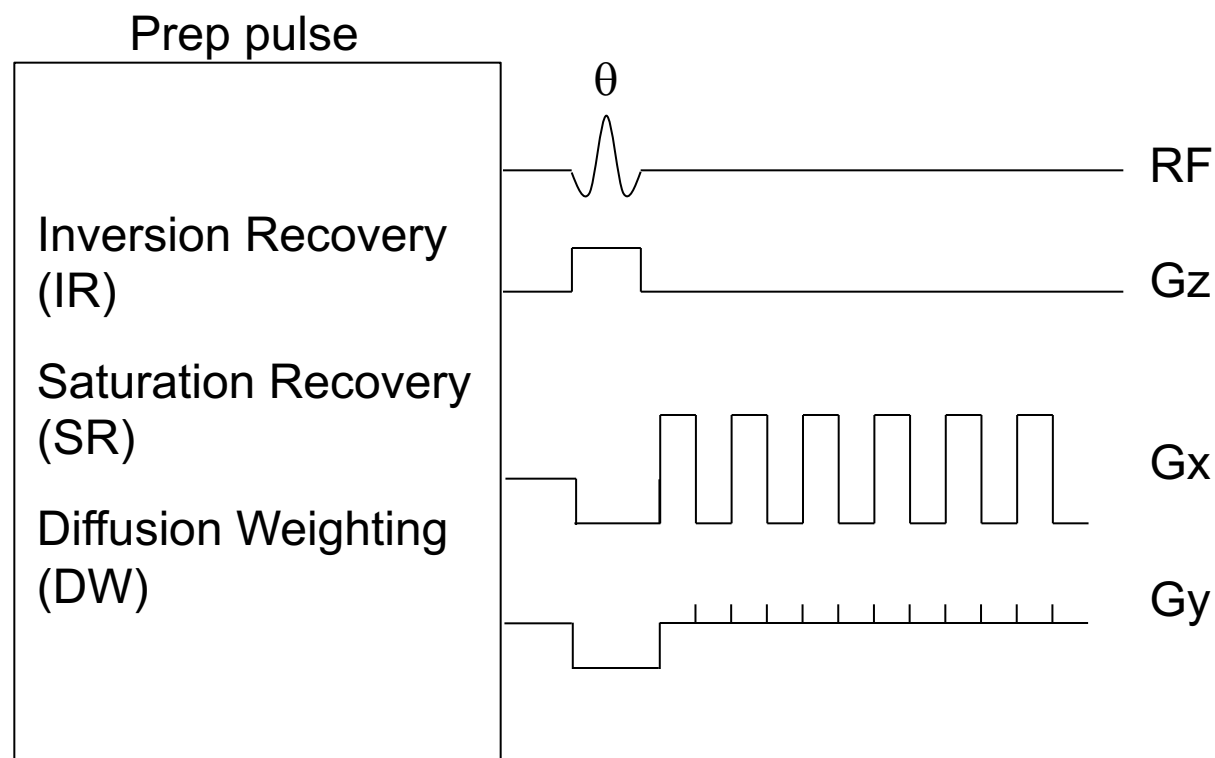 Prep pulse
θ
RF
Inversion Recovery
(IR)
Gz
Saturation Recovery
(SR)
Gx
Diffusion Weighting
(DW)
Gy